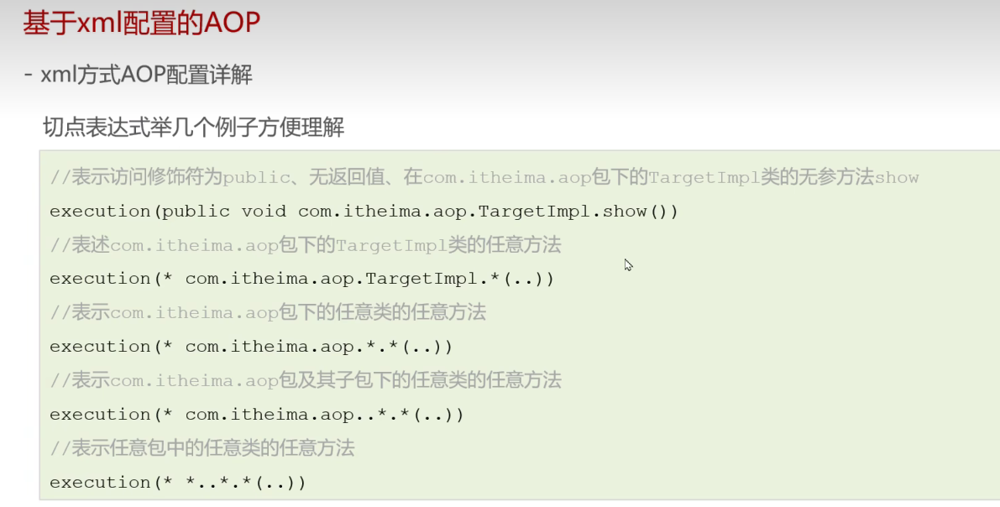 基于xml配置的AOP
- xml方式AOP配置详解
切点表达式举几个例子方便理解
//表示访问修饰符为public、无返回值、在com.itheima.aop包下的TargetImpl类的无参方法show
execution(public void com.itheima.aop.TargetImpl.show())
//表述com.itheima.aop包下的TargetImpl类的任意方法
execution(* com.itheima.aop.TargetImpl.*(..))
//表示com.itheima.aop包下的任意类的任意方法
execution(* com.itheima.aop.*.*(..))
//表示com.itheima.aop包及其子包下的任意类的任意方法
execution(* com.itheima.aop..*.*(..))
//表示任意包中的任意类的任意方法
execution(* *..*.*(..))